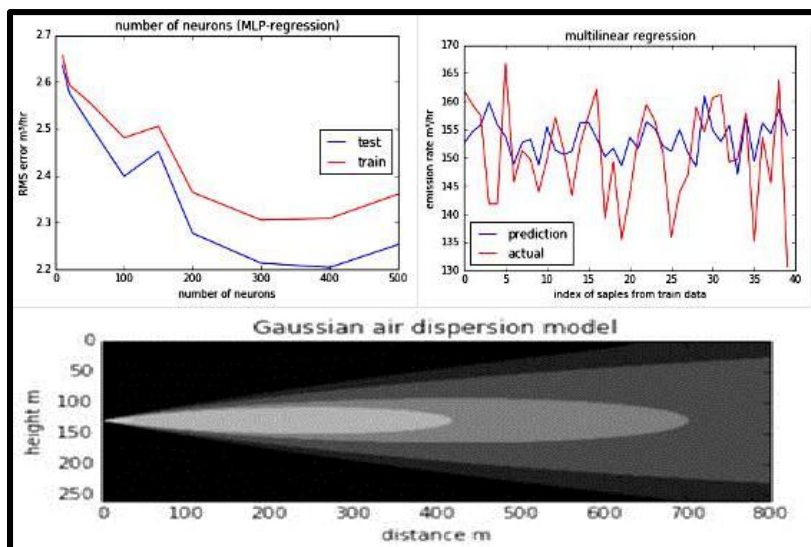 number of neurons (MLP-regression)
2.7
2.6
2.5
2.4
2.3
2.2
RMS error m³/hr
test
train
0 100 200 300 400 500
number of neurons
multilinear regression
170
165
160
155
150
145
140
135
130
emission rate m³/hr
prediction
actual
0 5 10 15 20 25 30 35 40
index of saples from train data
Gaussian air dispersion model
0
50
100
150
200
250
height m
0 100 200 300 400 500 600 700 800
distance m